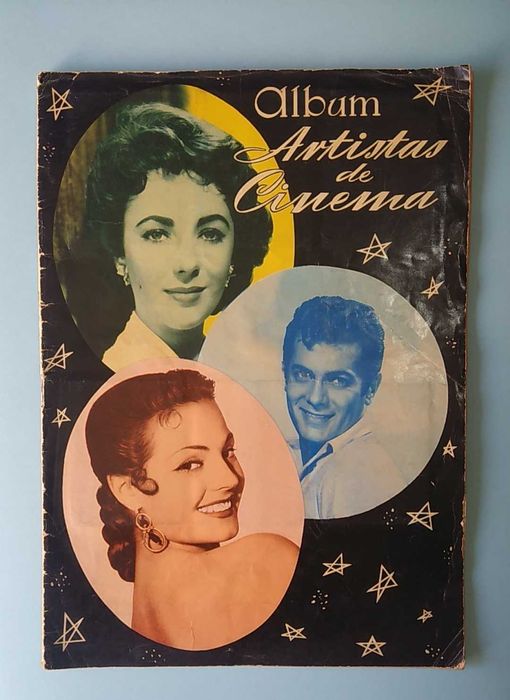 Album
Artistas
de
Cinema